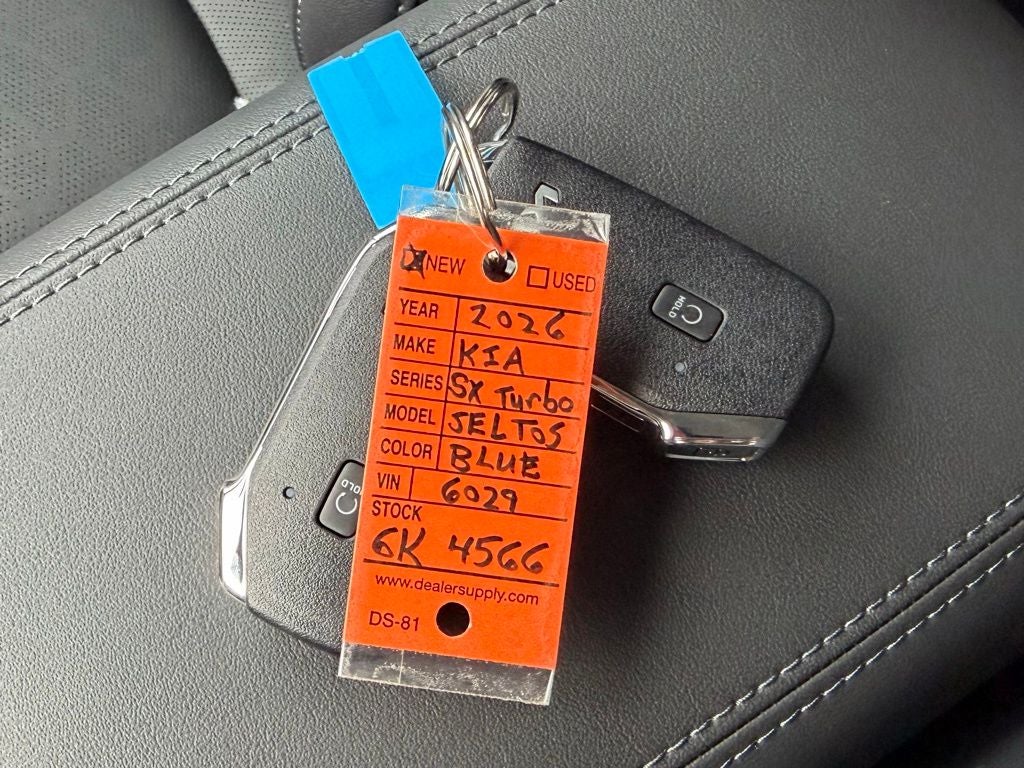 NEW USED
YEAR 2026
MAKE KIA
SERIES SX Turbo
MODEL SELTOS
COLOR BLUE
VIN 6029
STOCK
6K 4566
www.dealersupply.com
DS-81
HOLD
HOLD